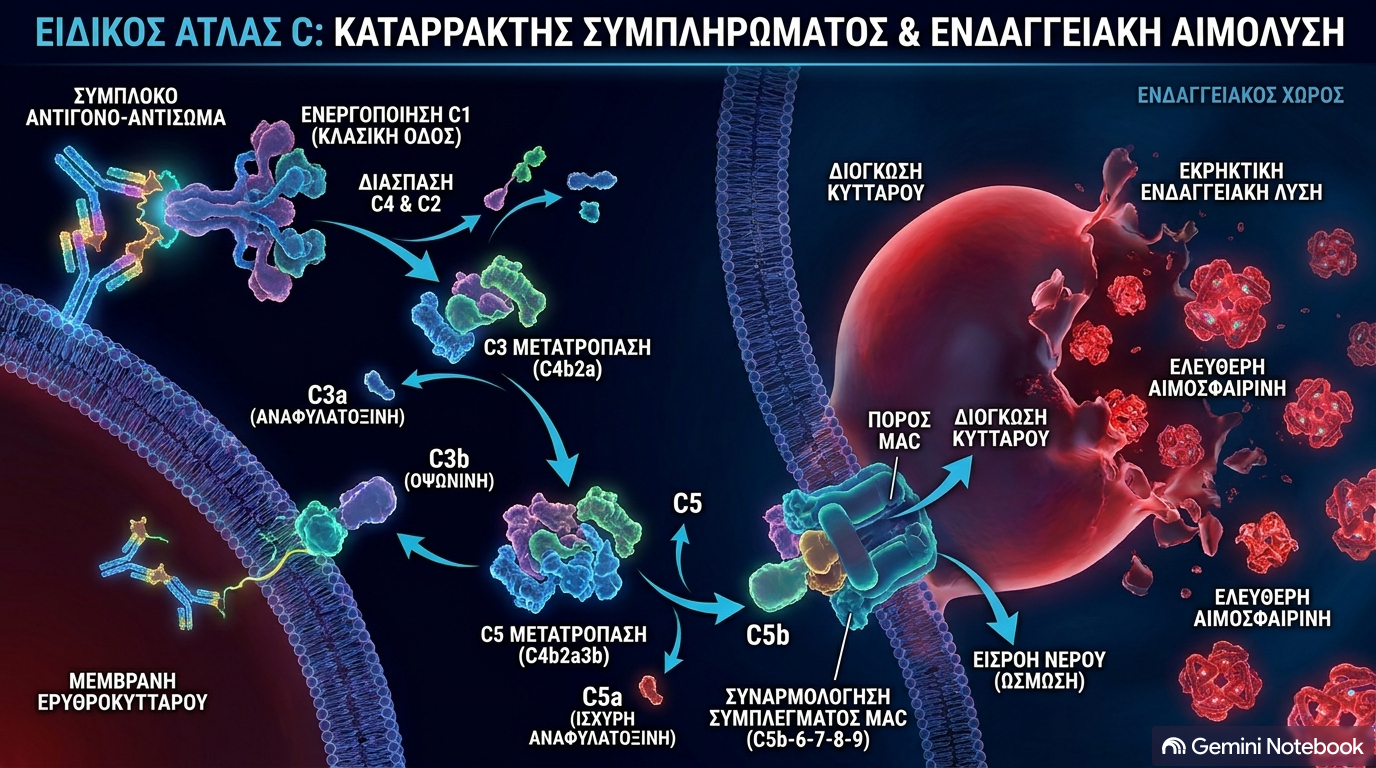 ΕΙΔΙΚΟΣ ΑΤΛΑΣ C: ΚΑΤΑΡΡΑΚΤΗΣ ΣΥΜΠΛΗΡΩΜΑΤΟΣ & ΕΝΔΑΓΓΕΙΑΚΗ ΑΙΜΟΛΥΣΗ
ΣΥΜΠΛΟΚΟ
ΑΝΤΙΓΟΝΟ-ΑΝΤΙΣΩΜΑ
ΕΝΕΡΓΟΠΟΙΗΣΗ C1
(ΚΛΑΣΙΚΗ ΟΔΟΣ)
ΔΙΑΣΠΑΣΗ
C4 & C2
C3 ΜΕΤΑΤΡΟΠΑΣΗ
(C4b2a)
C3a
(ΑΝΑΦΥΛΑΤΟΞΙΝΗ)
C3b
(ΟΨΩΝΙΝΗ)
C5 ΜΕΤΑΤΡΟΠΑΣΗ
(C4b2a3b)
C5
C5a
(ΙΣΧΥΡΗ
ΑΝΑΦΥΛΑΤΟΞΙΝΗ)
C5b
ΜΕΜΒΡΑΝΗ
ΕΡΥΘΡΟΚΥΤΤΑΡΟΥ
ΣΥΝΑΡΜΟΛΟΓΗΣΗ
ΣΥΜΠΛΕΓΜΑΤΟΣ MAC
(C5b-6-7-8-9)
ΠΟΡΟΣ
MAC
ΔΙΟΓΚΩΣΗ
ΚΥΤΤΑΡΟΥ
ΕΙΣΡΟΗ ΝΕΡΟΥ
(ΩΣΜΩΣΗ)
ΕΝΔΑΓΓΕΙΑΚΟΣ ΧΩΡΟΣ
ΔΙΟΓΚΩΣΗ
ΚΥΤΤΑΡΟΥ
ΕΚΡΗΚΤΙΚΗ
ΕΝΔΑΓΓΕΙΑΚΗ ΛΥΣΗ
ΕΛΕΥΘΕΡΗ
ΑΙΜΟΣΦΑΙΡΙΝΗ
ΕΛΕΥΘΕΡΗ
ΑΙΜΟΣΦΑΙΡΙΝΗ
Gemini Notebook